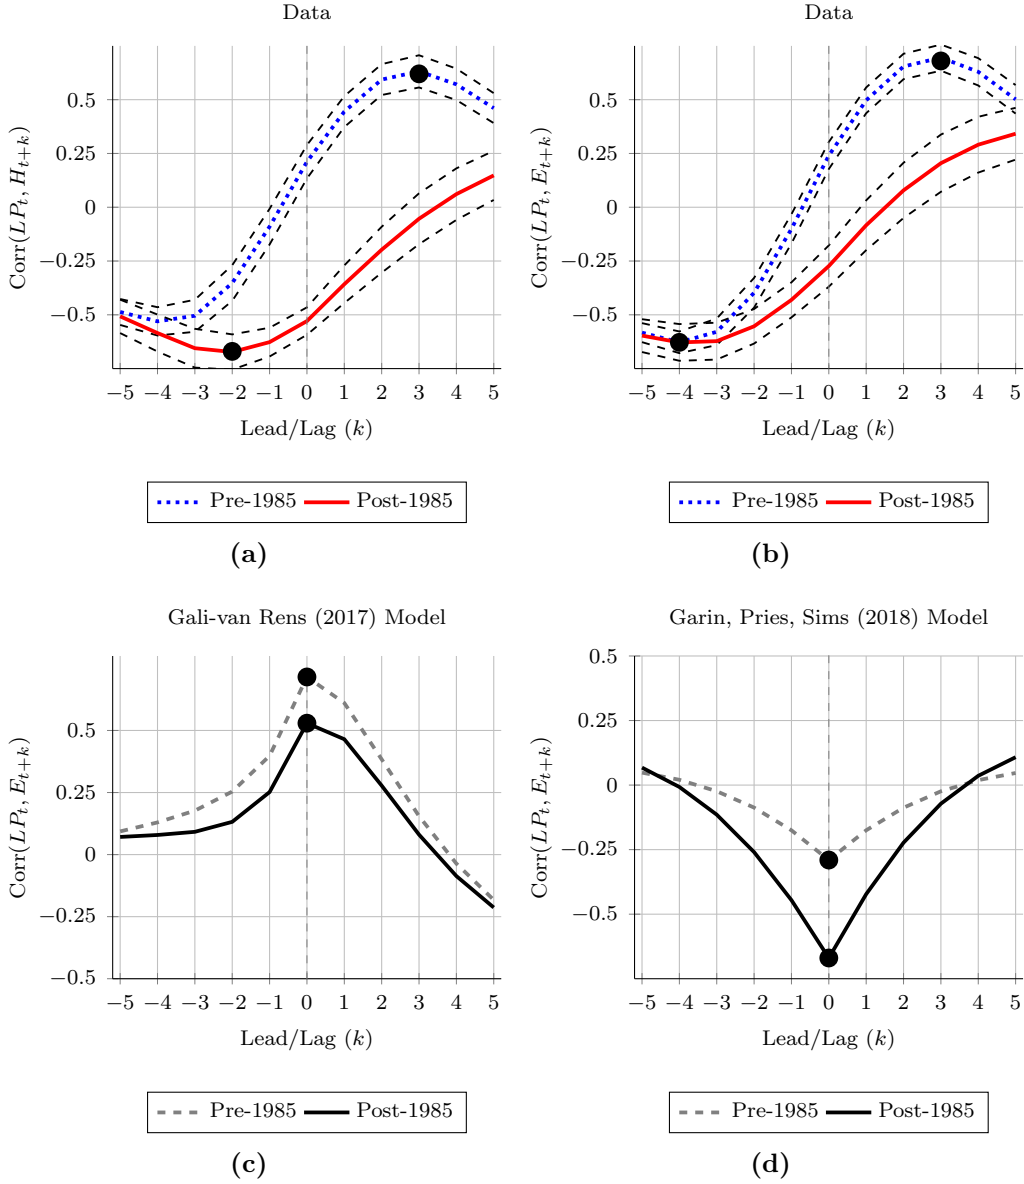 Data
Corr(LP_t, H_{t+k})
0.5
0.25
0
−0.25
−0.5
−5 −4 −3 −2 −1 0 1 2 3 4 5
Lead/Lag (k)
Pre-1985 Post-1985
(a)
Data
Corr(LP_t, E_{t+k})
0.5
0.25
0
−0.25
−0.5
−5 −4 −3 −2 −1 0 1 2 3 4 5
Lead/Lag (k)
Pre-1985 Post-1985
(b)
Gali-van Rens (2017) Model
Corr(LP_t, E_{t+k})
0.5
0.25
0
−0.25
−0.5
−5 −4 −3 −2 −1 0 1 2 3 4 5
Lead/Lag (k)
Pre-1985 Post-1985
(c)
Garin, Pries, Sims (2018) Model
Corr(LP_t, E_{t+k})
0.5
0.25
0
−0.25
−0.5
−5 −4 −3 −2 −1 0 1 2 3 4 5
Lead/Lag (k)
Pre-1985 Post-1985
(d)